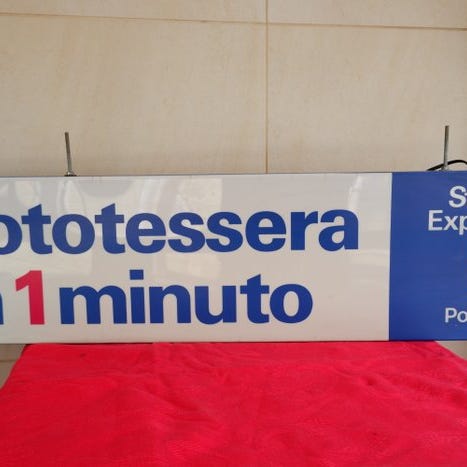 ototessera
1 minuto
S
Exp
Po